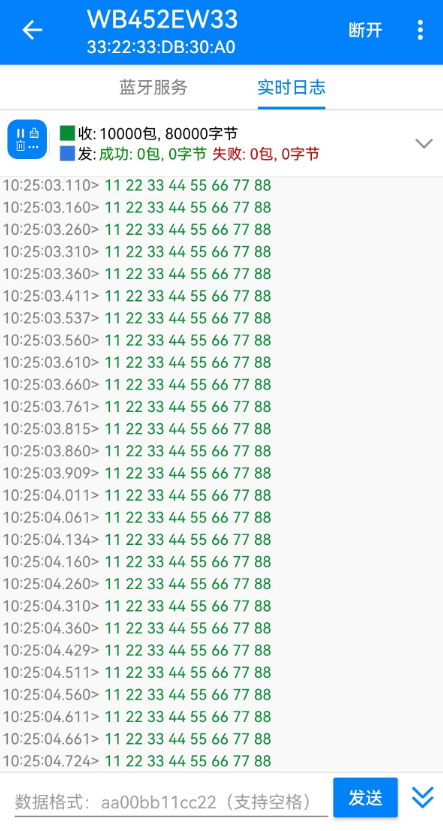 WB452EW33
33:22:33:DB:30:A0
断开
蓝牙服务 实时日志
收: 10000包, 80000字节
发: 成功: 0包, 0字节 失败: 0包, 0字节
10:25:03.110> 11 22 33 44 55 66 77 88
10:25:03.160> 11 22 33 44 55 66 77 88
10:25:03.260> 11 22 33 44 55 66 77 88
10:25:03.310> 11 22 33 44 55 66 77 88
10:25:03.360> 11 22 33 44 55 66 77 88
10:25:03.411> 11 22 33 44 55 66 77 88
10:25:03.537> 11 22 33 44 55 66 77 88
10:25:03.560> 11 22 33 44 55 66 77 88
10:25:03.610> 11 22 33 44 55 66 77 88
10:25:03.660> 11 22 33 44 55 66 77 88
10:25:03.761> 11 22 33 44 55 66 77 88
10:25:03.815> 11 22 33 44 55 66 77 88
10:25:03.860> 11 22 33 44 55 66 77 88
10:25:03.909> 11 22 33 44 55 66 77 88
10:25:04.011> 11 22 33 44 55 66 77 88
10:25:04.061> 11 22 33 44 55 66 77 88
10:25:04.134> 11 22 33 44 55 66 77 88
10:25:04.160> 11 22 33 44 55 66 77 88
10:25:04.260> 11 22 33 44 55 66 77 88
10:25:04.310> 11 22 33 44 55 66 77 88
10:25:04.360> 11 22 33 44 55 66 77 88
10:25:04.429> 11 22 33 44 55 66 77 88
10:25:04.511> 11 22 33 44 55 66 77 88
10:25:04.560> 11 22 33 44 55 66 77 88
10:25:04.611> 11 22 33 44 55 66 77 88
10:25:04.661> 11 22 33 44 55 66 77 88
10:25:04.724> 11 22 33 44 55 66 77 88
数据格式：aa00bb11cc22（支持空格） 发送